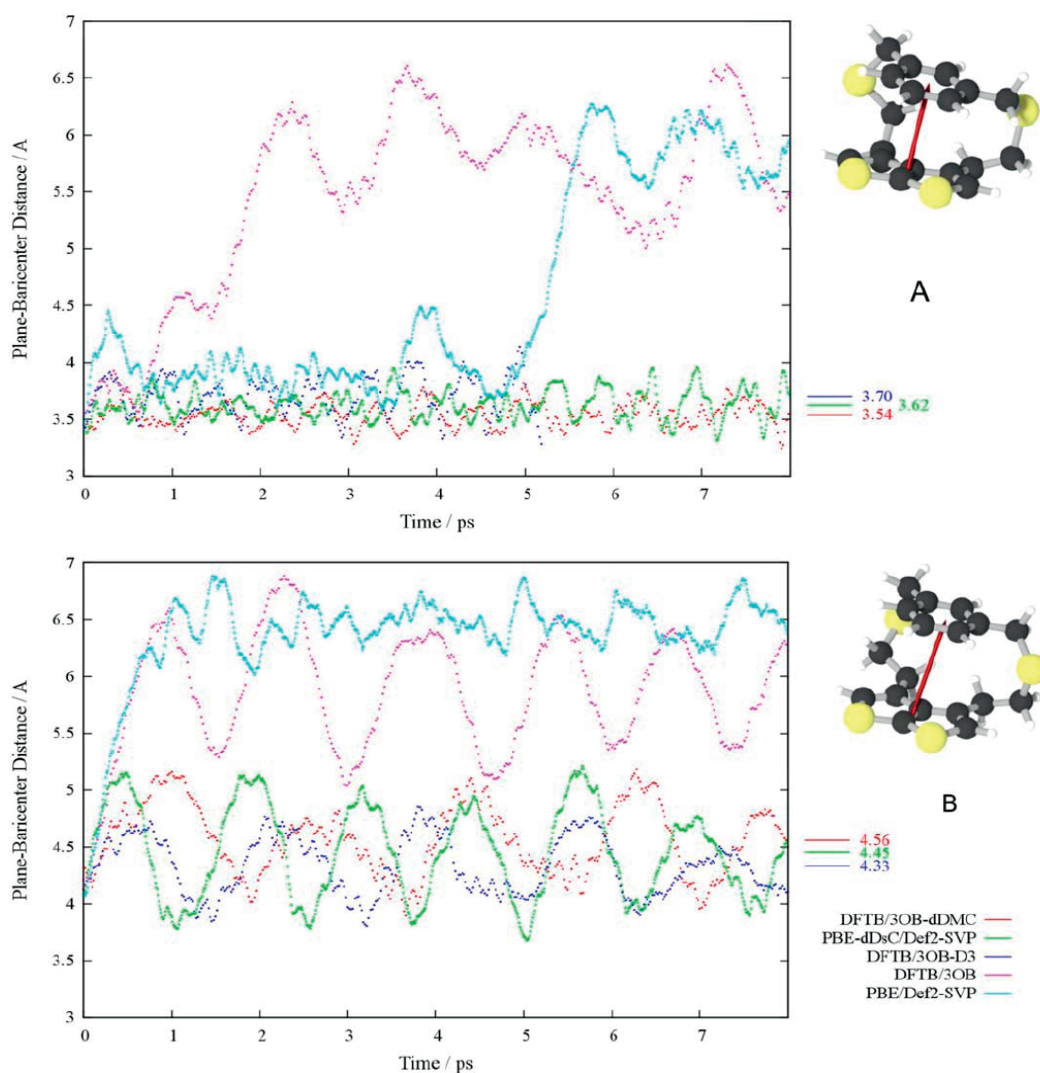 7
6.5
6
5.5
5
4.5
4
3.5
3
Plane-Baricenter Distance / A
0 1 2 3 4 5 6 7
Time / ps
A
3.70
3.62
3.54
7
6.5
6
5.5
5
4.5
4
3.5
3
Plane-Baricenter Distance / A
0 1 2 3 4 5 6 7
Time / ps
B
4.56
4.45
4.33
DFTB/3OB-dDMC
PBE-dDsC/Def2-SVP
DFTB/3OB-D3
DFTB/3OB
PBE/Def2-SVP